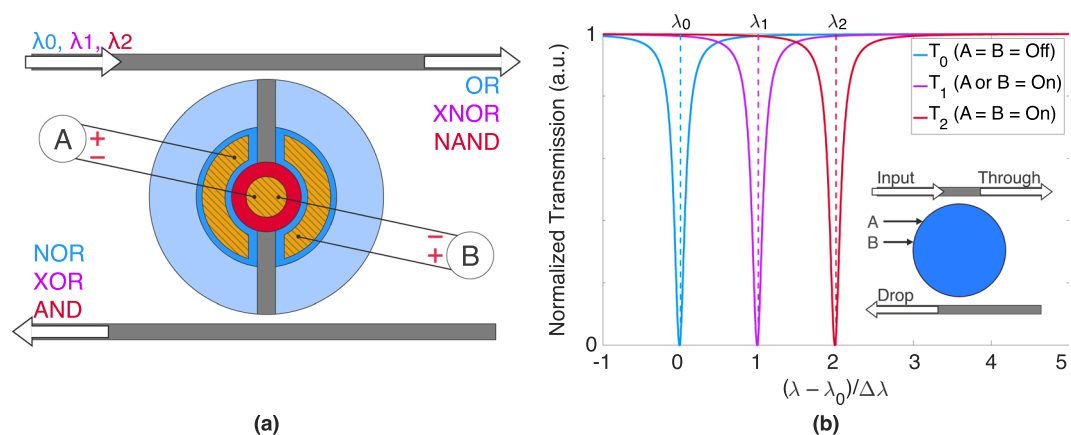 λ0, λ1, λ2
OR
XNOR
NAND
A
+
−
−
+
B
NOR
XOR
AND
(a)
λ0 λ1 λ2
Normalized Transmission (a.u.)
1
0
T0 (A = B = Off)
T1 (A or B = On)
T2 (A = B = On)
Input Through
A
B
Drop
-1 0 1 2 3 4 5
(λ − λ0)/Δλ
(b)